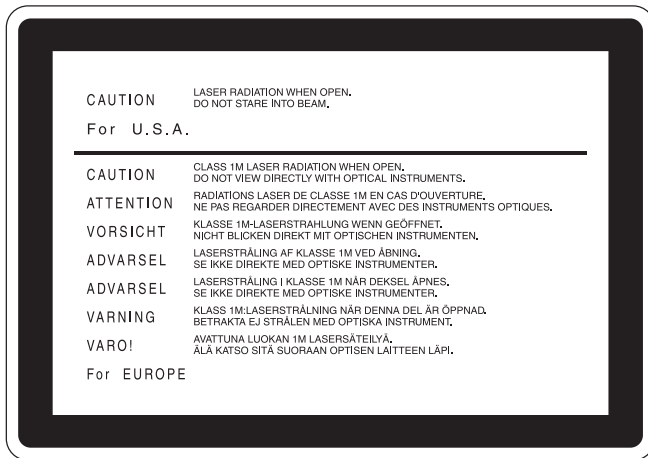 CAUTION LASER RADIATION WHEN OPEN.
DO NOT STARE INTO BEAM.
For U.S.A.
CAUTION CLASS 1M LASER RADIATION WHEN OPEN.
DO NOT VIEW DIRECTLY WITH OPTICAL INSTRUMENTS.
ATTENTION RADIATIONS LASER DE CLASSE 1M EN CAS D'OUVERTURE.
NE PAS REGARDER DIRECTEMENT AVEC DES INSTRUMENTS OPTIQUES.
VORSICHT KLASSE 1M-LASERSTRAHLUNG WENN GEÖFFNET.
NICHT BLICKEN DIREKT MIT OPTISCHEN INSTRUMENTEN.
ADVARSEL LASERSTRÅLING AF KLASSE 1M VED ÅBNING.
SE IKKE DIREKTE MED OPTISKE INSTRUMENTER.
ADVARSEL LASERSTRÅLING I KLASSE 1M NÅR DEKSEL ÅPNES.
SE IKKE DIREKTE MED OPTISKE INSTRUMENTER.
VARNING KLASS 1M:LASERSTRÅLNING NÄR DENNA DEL ÄR ÖPPNAD.
BETRAKTA EJ STRÅLEN MED OPTISKA INSTRUMENT.
VARO! AVATTUNA LUOKAN 1M LASERSÄTEILYÄ.
ÄLÄ KATSO SITÄ SUORAAN OPTISEN LAITTEEN LÄPI.
For EUROPE